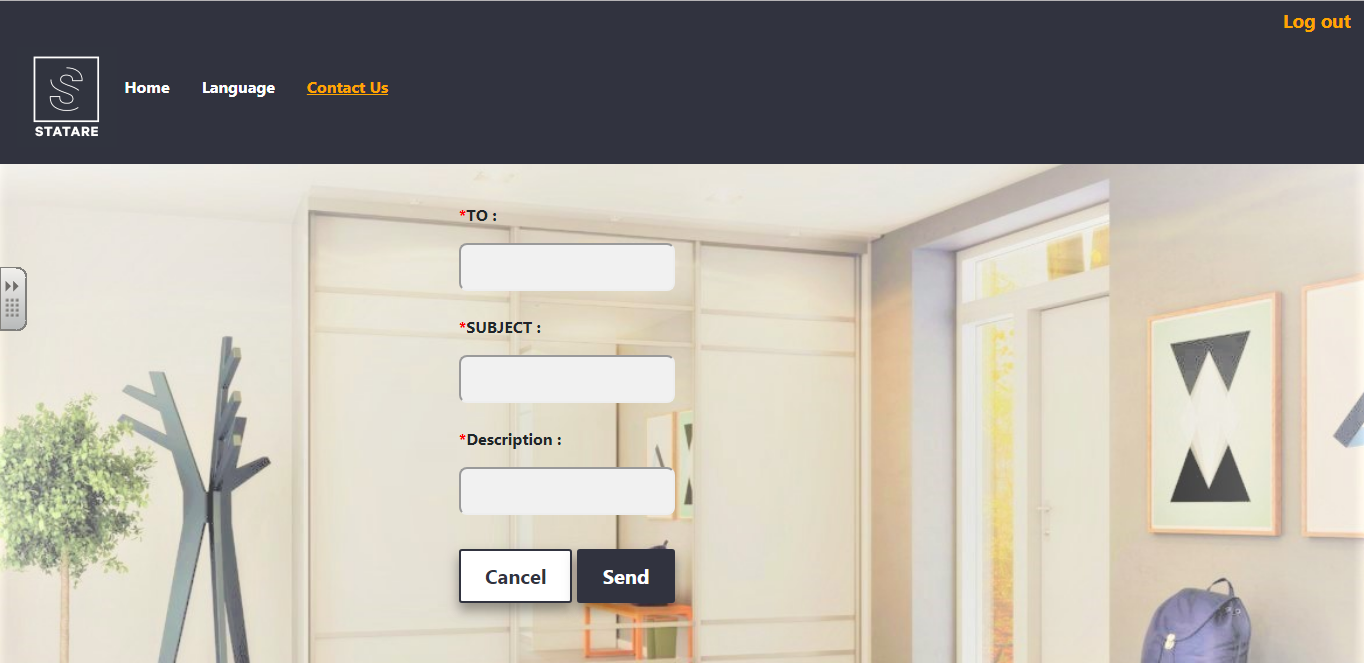 Log out
Home Language Contact Us
S
STATARE
*TO :
*SUBJECT :
*Description :
Cancel Send